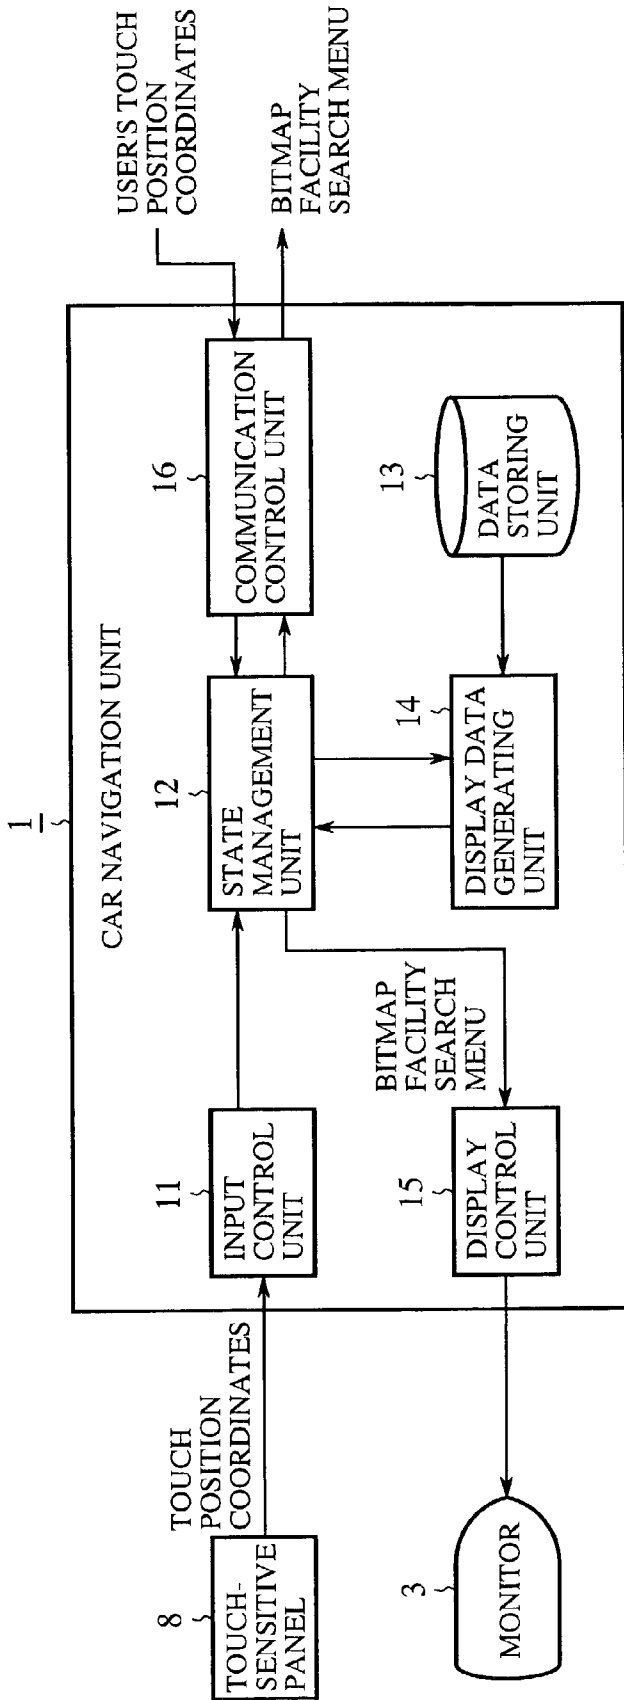 1
CAR NAVIGATION UNIT
8
TOUCH-
SENSITIVE
PANEL
TOUCH
POSITION
COORDINATES
11
INPUT
CONTROL
UNIT
12
STATE
MANAGEMENT
UNIT
16
COMMUNICATION
CONTROL UNIT
USER'S TOUCH
POSITION
COORDINATES
BITMAP
FACILITY
SEARCH MENU
3
MONITOR
15
DISPLAY
CONTROL
UNIT
BITMAP
FACILITY
SEARCH
MENU
14
DISPLAY DATA
GENERATING
UNIT
13
DATA
STORING
UNIT